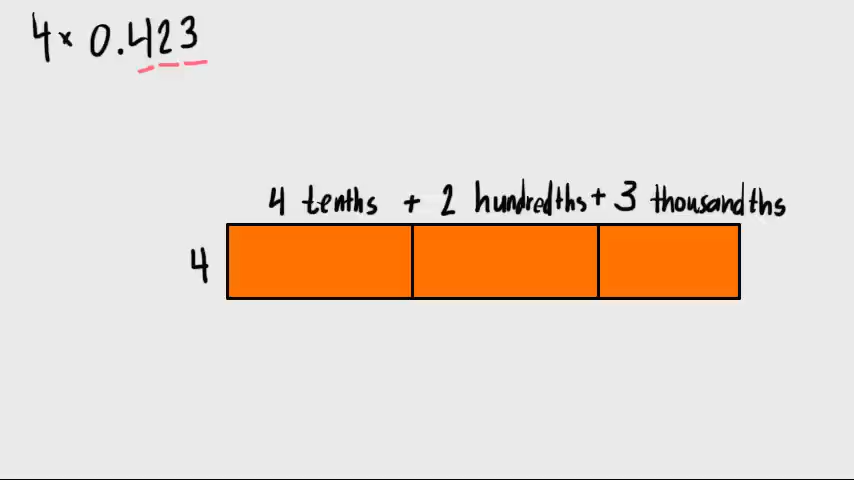 4 × 0.423
4 tenths + 2 hundredths + 3 thousandths
4